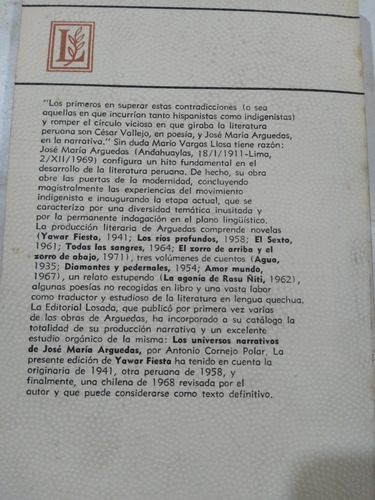 L
"Los primeros en superar estas contradicciones (o sea
aquellas en que incurrían tanto hispanistas como indigenistas)
y romper el círculo vicioso en que giraba la literatura
peruana son César Vallejo, en poesía, y José María Arguedas,
en la narrativa." Sin duda Mario Vargas Llosa tiene razón:
José María Arguedas (Andahuaylas, 18/I/1911-Lima,
2/XII/1969) configura un hito fundamental en el
desarrollo de la literatura peruana. De hecho, su obra
abre las puertas de la modernidad, concluyendo
magistralmente las experiencias del movimiento
indigenista e inaugurando la etapa actual, que se
caracteriza por una diversidad temática inusitada y
por la permanente indagación en el plano lingüístico.
La producción literaria de Arguedas comprende novelas
(Yawar Fiesta, 1941; Los ríos profundos, 1958; El Sexto,
1961; Todas las sangres, 1964; El zorro de arriba y el
zorro de abajo, 1971), tres volúmenes de cuentos (Agua,
1935; Diamantes y pedernales, 1954; Amor mundo,
1967), un relato estupendo (La agonía de Rasu Ñiti, 1962),
algunas poesías no recogidas en libro y una vasta labor
como traductor y estudioso de la literatura en lengua quechua.
La Editorial Losada, que publicó por primera vez varias
de las obras de Arguedas, ha incorporado a su catálogo la
totalidad de su producción narrativa y un excelente
estudio orgánico de la misma: Los universos narrativos
de José María Arguedas, por Antonio Cornejo Polar. La
presente edición de Yawar Fiesta ha tenido en cuenta la
originaria de 1941, otra peruana de 1958, y
finalmente, una chilena de 1968 revisada por el
autor y que puede considerarse como texto definitivo.